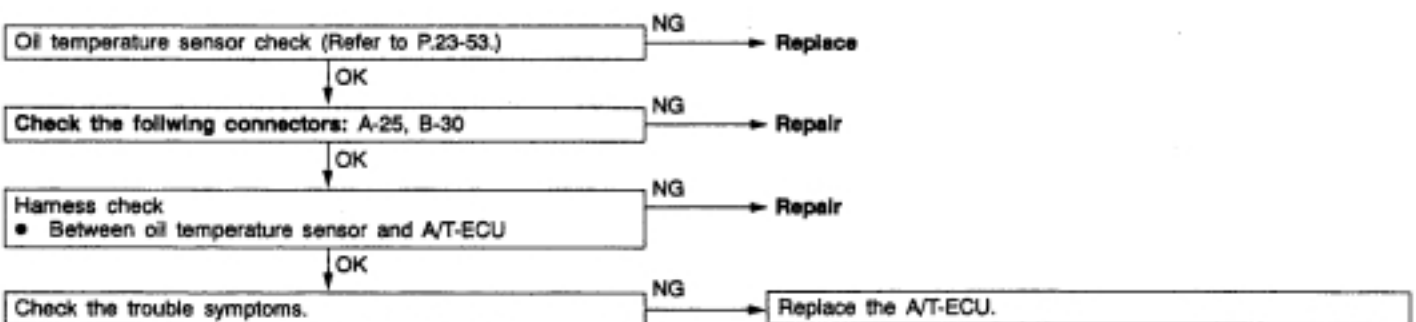 Oil temperature sensor check (Refer to P.23-53.)
NG
Replace
OK
Check the follwing connectors: A-25, B-30
NG
Repair
OK
Harness check
● Between oil temperature sensor and A/T-ECU
NG
Repair
OK
Check the trouble symptoms.
NG
Replace the A/T-ECU.